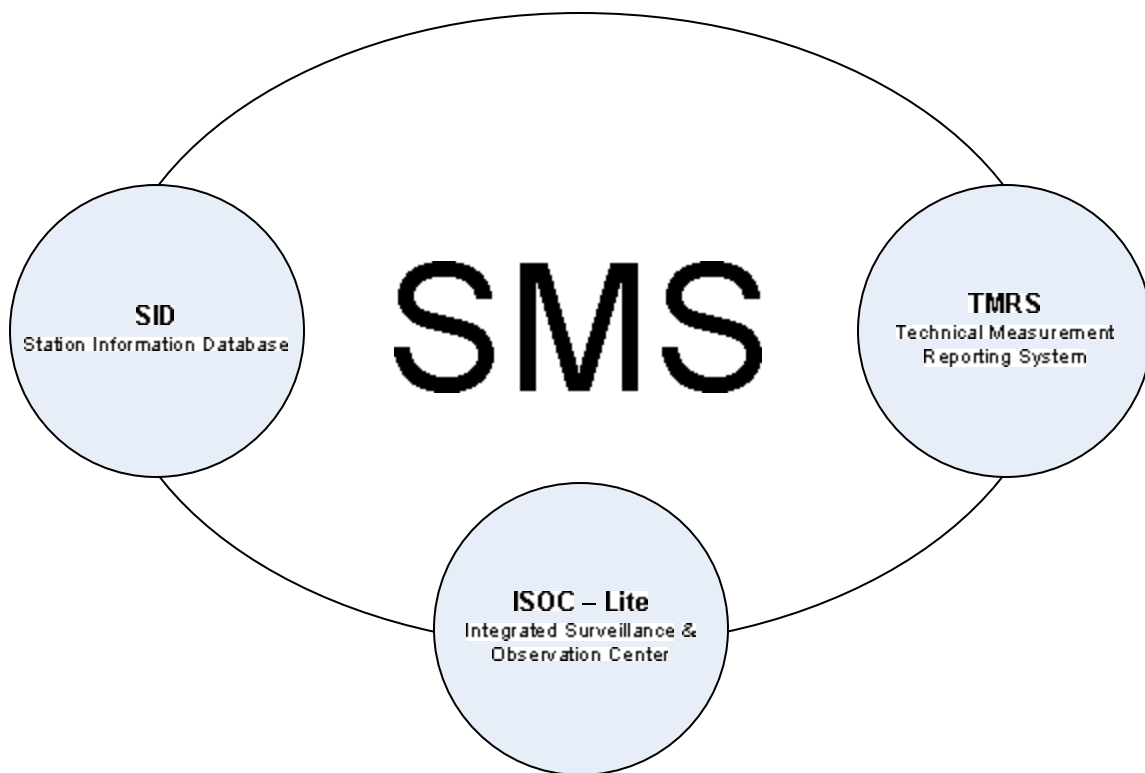 SMS
SID
Station Information Database
TMRS
Technical Measurement
Reporting System
ISOC – Lite
Integrated Surveillance &
Observation Center